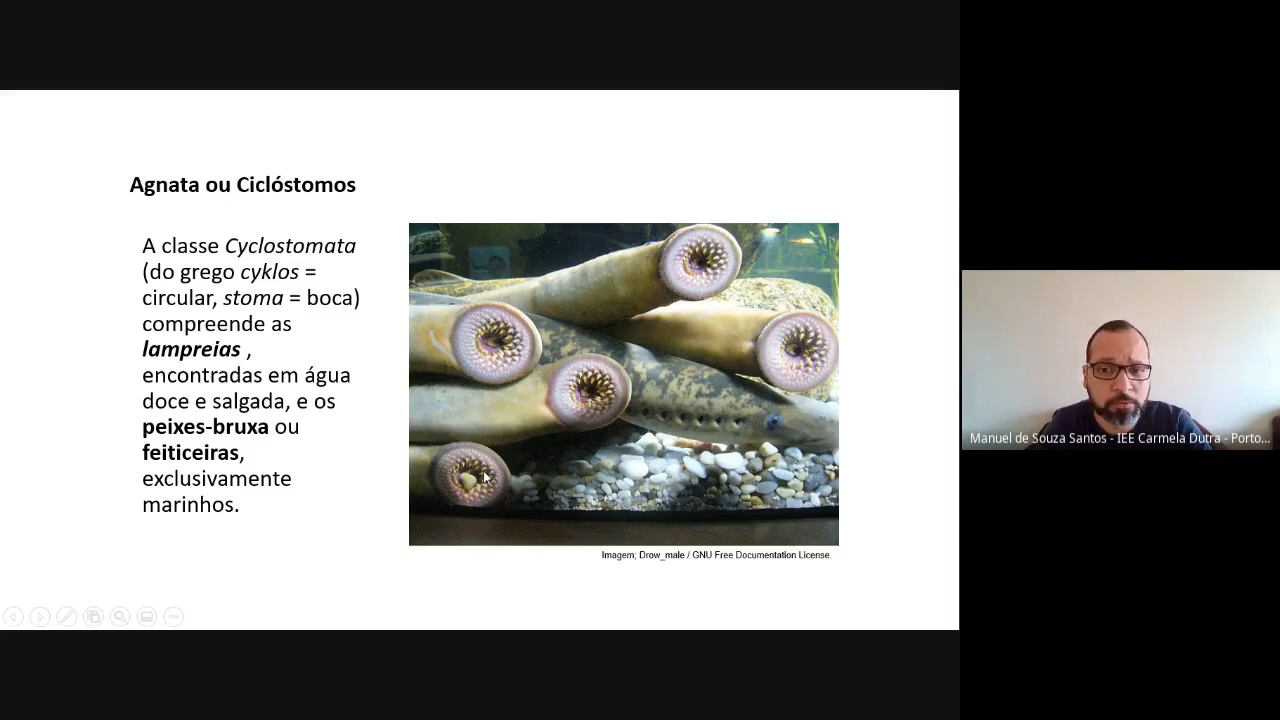 Agnata ou Ciclóstomos
A classe Cyclostomata
(do grego cyklos =
circular, stoma = boca)
compreende as
lampreias ,
encontradas em água
doce e salgada, e os
peixes-bruxa ou
feiticeiras,
exclusivamente
marinhos.
Imagem; Drow_male / GNU Free Documentation License.
Manuel de Souza Santos - IEE Carmela Dutra - Porto...